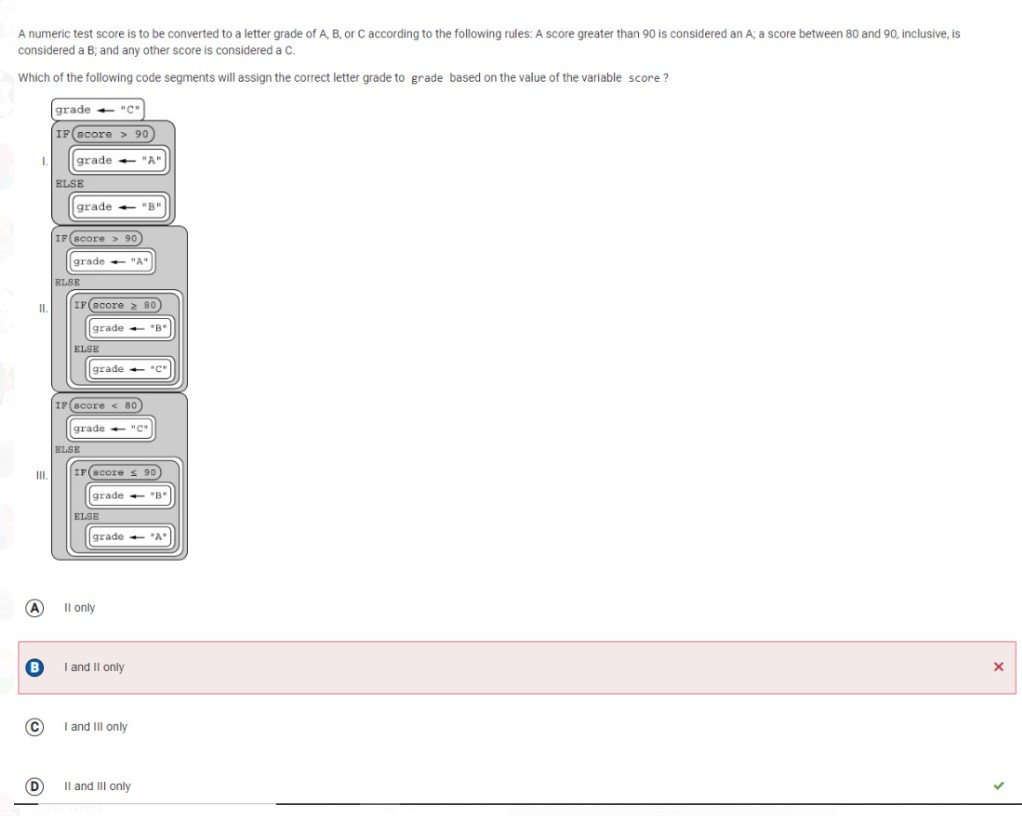 A numeric test score is to be converted to a letter grade of A, B, or C according to the following rules: A score greater than 90 is considered an A; a score between 80 and 90, inclusive, is
considered a B; and any other score is considered a C.
Which of the following code segments will assign the correct letter grade to grade based on the value of the variable score ?
I.
grade ← "C"
IF score > 90
grade ← "A"
ELSE
grade ← "B"
II.
IF score > 90
grade ← "A"
ELSE
IF score ≥ 80
grade ← "B"
ELSE
grade ← "C"
III.
IF score < 80
grade ← "C"
ELSE
IF score ≤ 90
grade ← "B"
ELSE
grade ← "A"
A II only
B I and II only
C I and III only
D II and III only